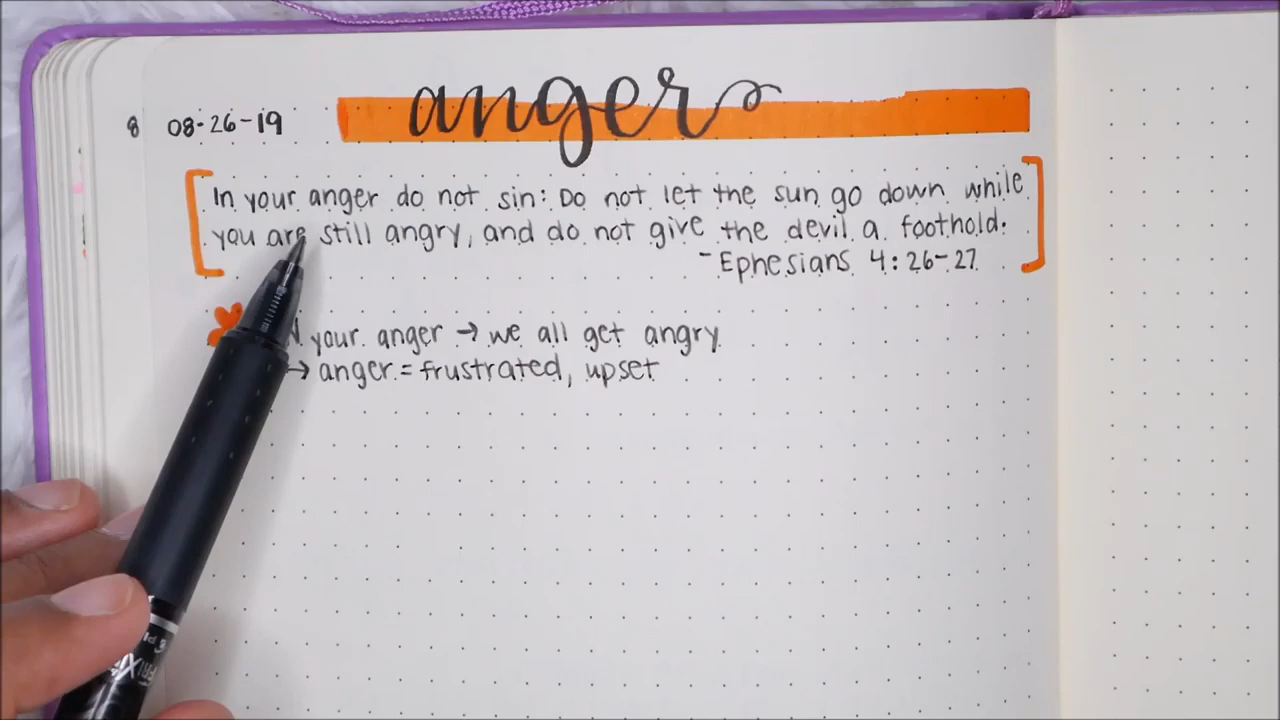 anger
8 08-26-19
In your anger do not sin: Do not let the sun go down while
you are still angry, and do not give the devil a foothold.
-Ephesians 4:26-27
your anger → we all get angry
→ anger = frustrated, upset